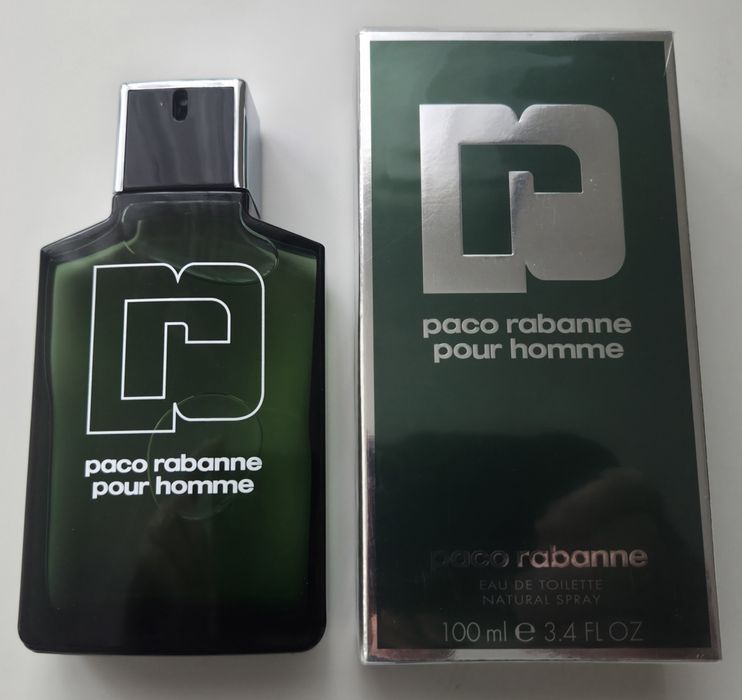 paco rabanne
pour homme
paco rabanne
pour homme
paco rabanne
EAU DE TOILETTE
NATURAL SPRAY
100 ml e 3.4 FL OZ